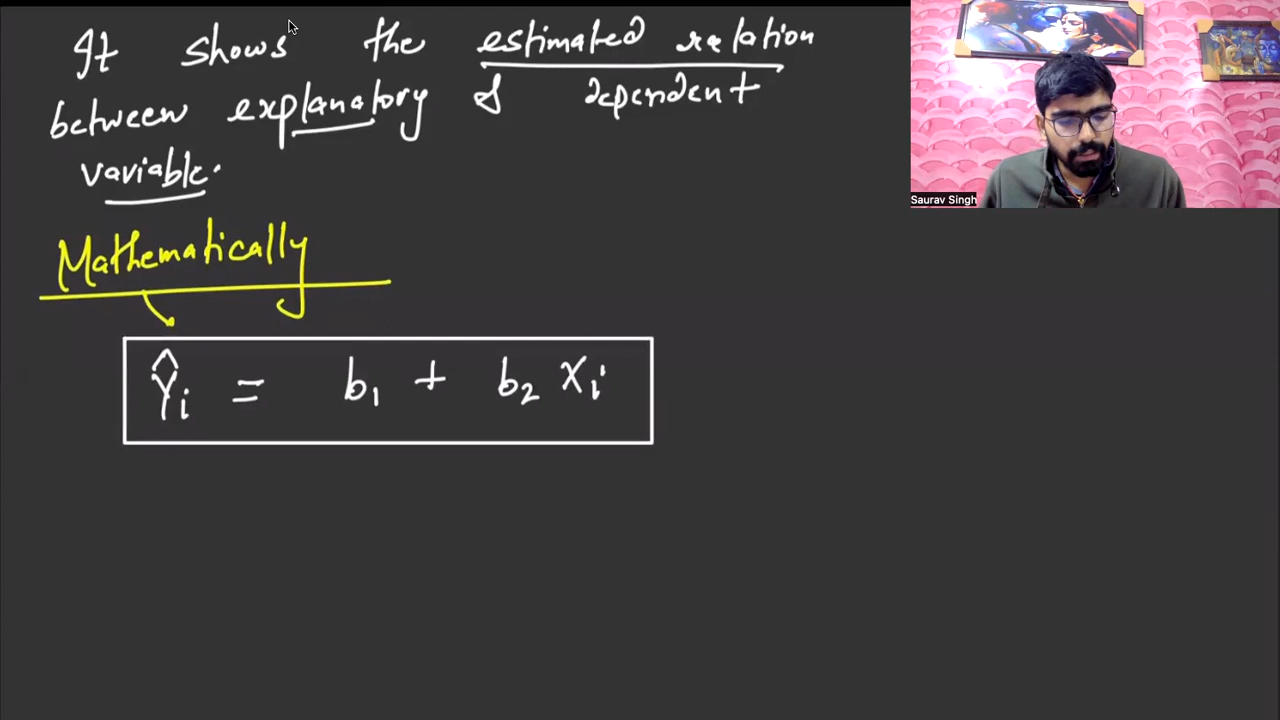 It shows the estimated relation
between explanatory & dependent
variable.
Mathematically
Ŷi = b1 + b2 Xi
Saurav Singh